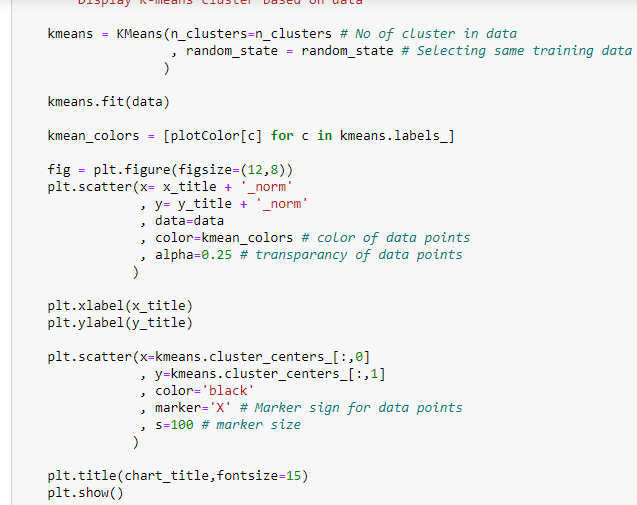 Display K-means cluster based on data
kmeans = KMeans(n_clusters=n_clusters # No of cluster in data
, random_state = random_state # Selecting same training data
)
kmeans.fit(data)
kmean_colors = [plotColor[c] for c in kmeans.labels_]
fig = plt.figure(figsize=(12,8))
plt.scatter(x= x_title + '_norm'
, y= y_title + '_norm'
, data=data
, color=kmean_colors # color of data points
, alpha=0.25 # transparancy of data points
)
plt.xlabel(x_title)
plt.ylabel(y_title)
plt.scatter(x=kmeans.cluster_centers_[:,0]
, y=kmeans.cluster_centers_[:,1]
, color='black'
, marker='X' # Marker sign for data points
, s=100 # marker size
)
plt.title(chart_title,fontsize=15)
plt.show()